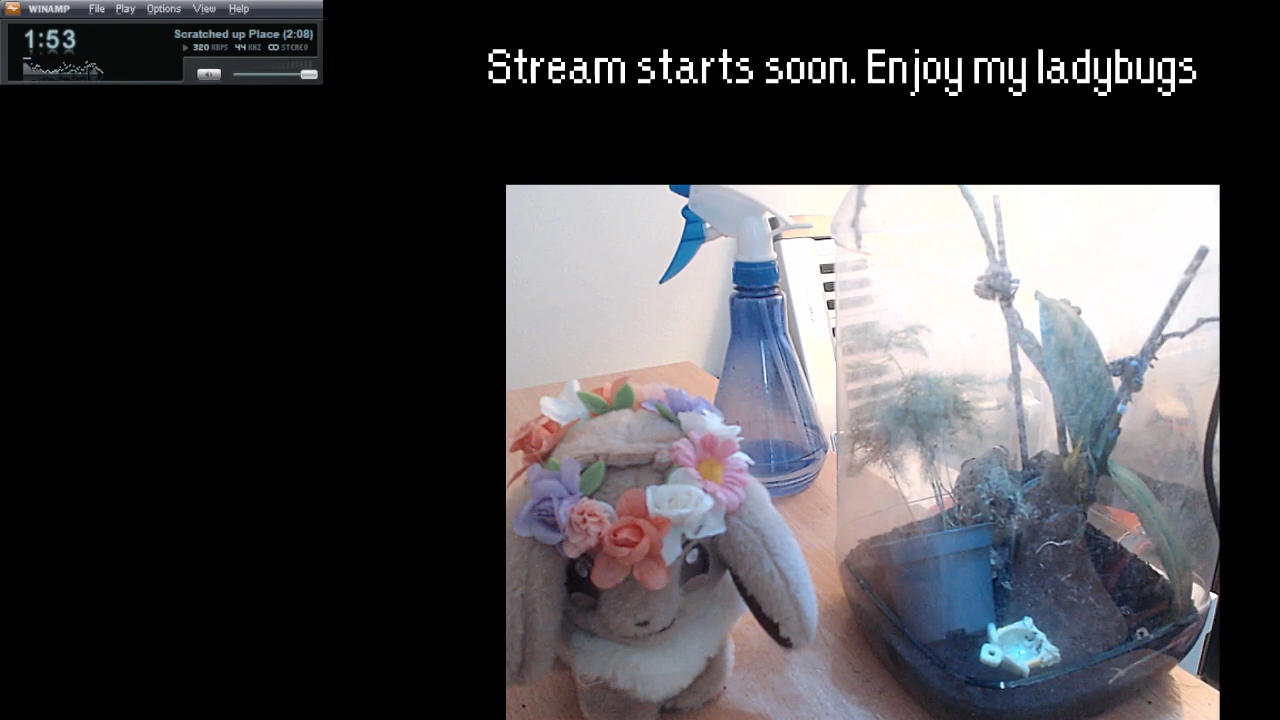 WINAMP File Play Options View Help
1:53
Scratched up Place (2:08)
320 KBPS 44 KHZ STEREO
Stream starts soon. Enjoy my ladybugs